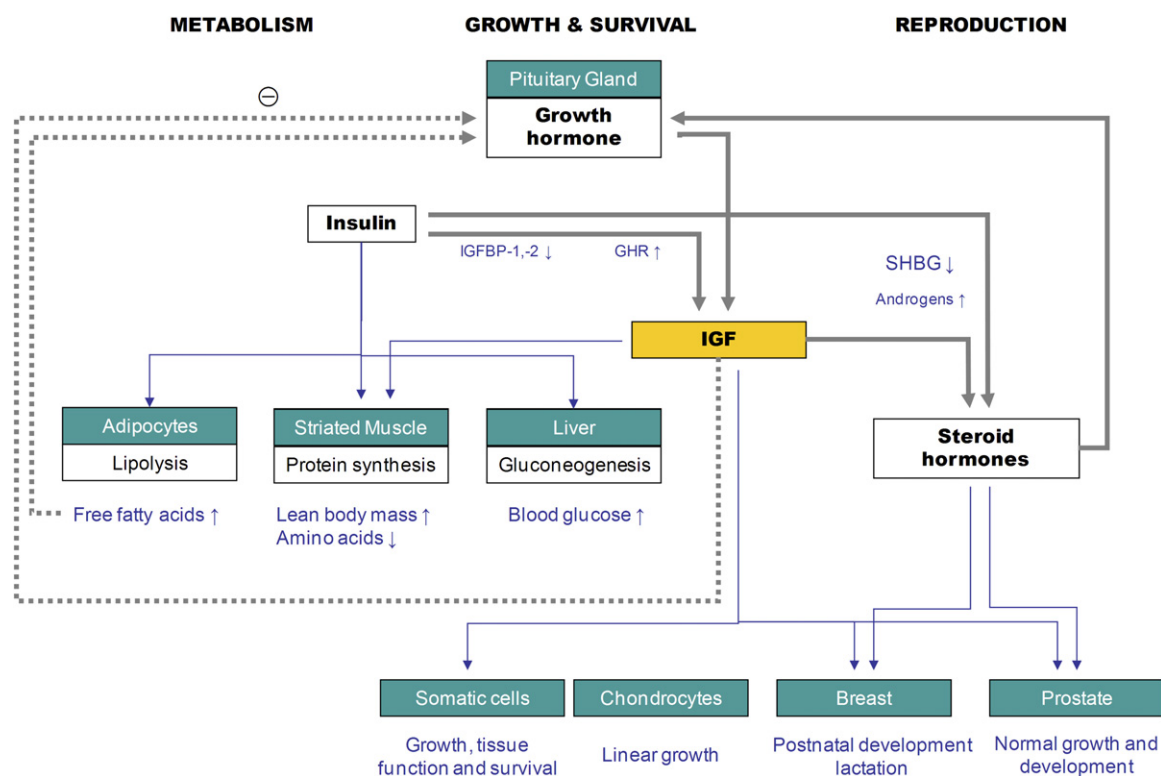 METABOLISM
GROWTH & SURVIVAL
REPRODUCTION
Pituitary Gland
Growth
hormone
Insulin
IGFBP-1,-2 ↓
GHR ↑
SHBG ↓
Androgens ↑
IGF
Adipocytes
Lipolysis
Striated Muscle
Protein synthesis
Liver
Gluconeogenesis
Steroid
hormones
Free fatty acids ↑
Lean body mass ↑
Amino acids ↓
Blood glucose ↑
Somatic cells
Chondrocytes
Breast
Prostate
Growth, tissue
function and survival
Linear growth
Postnatal development
lactation
Normal growth and
development